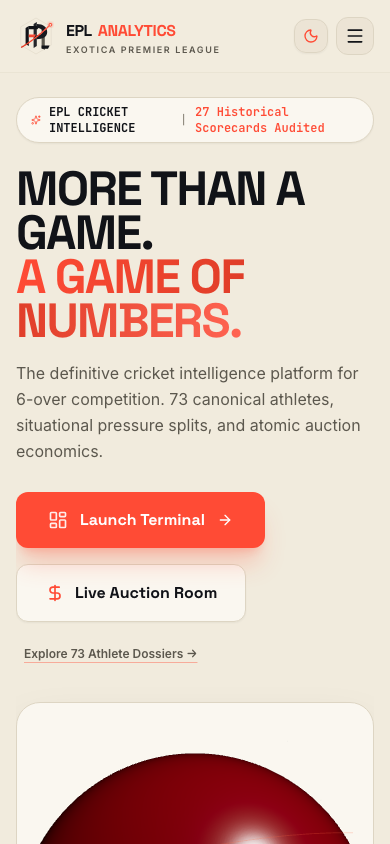 EPL ANALYTICS
EXOTICA PREMIER LEAGUE
EPL CRICKET INTELLIGENCE | 27 Historical Scorecards Audited
MORE THAN A
GAME.
A GAME OF
NUMBERS.
The definitive cricket intelligence platform for
6-over competition. 73 canonical athletes,
situational pressure splits, and atomic auction
economics.
Launch Terminal →
$ Live Auction Room
Explore 73 Athlete Dossiers →